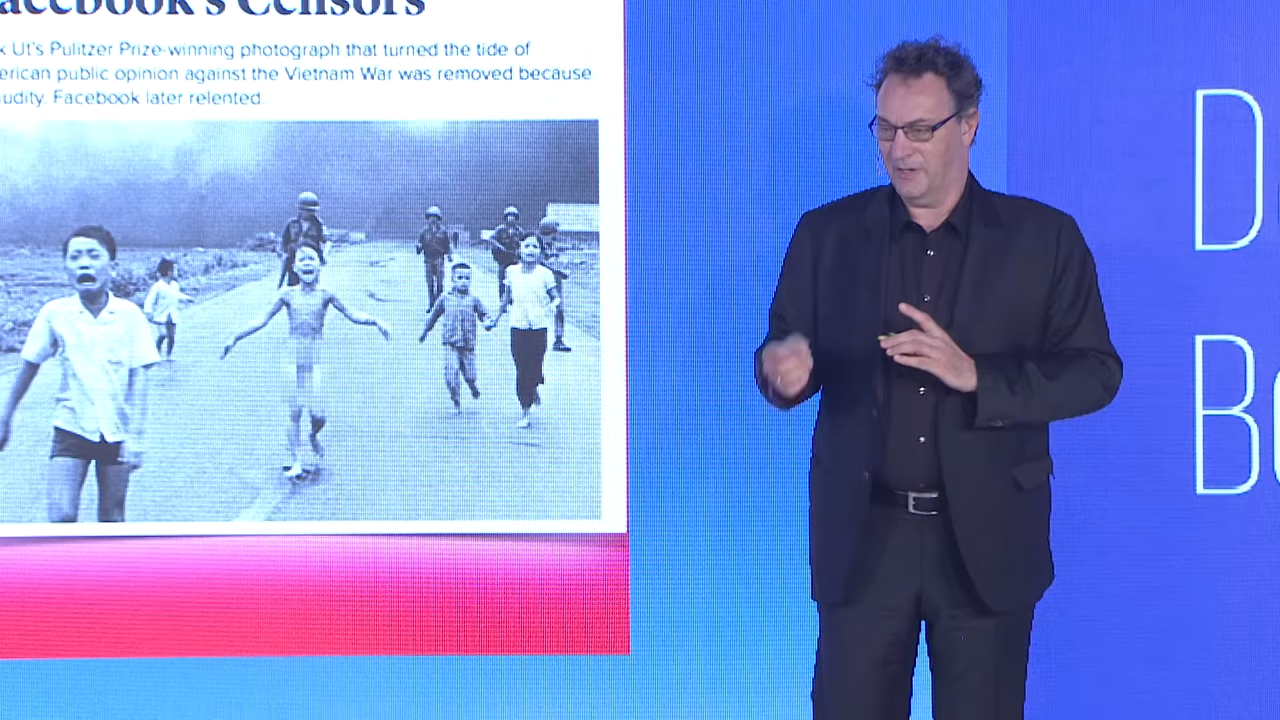 acebook's Censors
k Ut's Pulitzer Prize-winning photograph that turned the tide of
erican public opinion against the Vietnam War was removed because
udity. Facebook later relented.
D
B